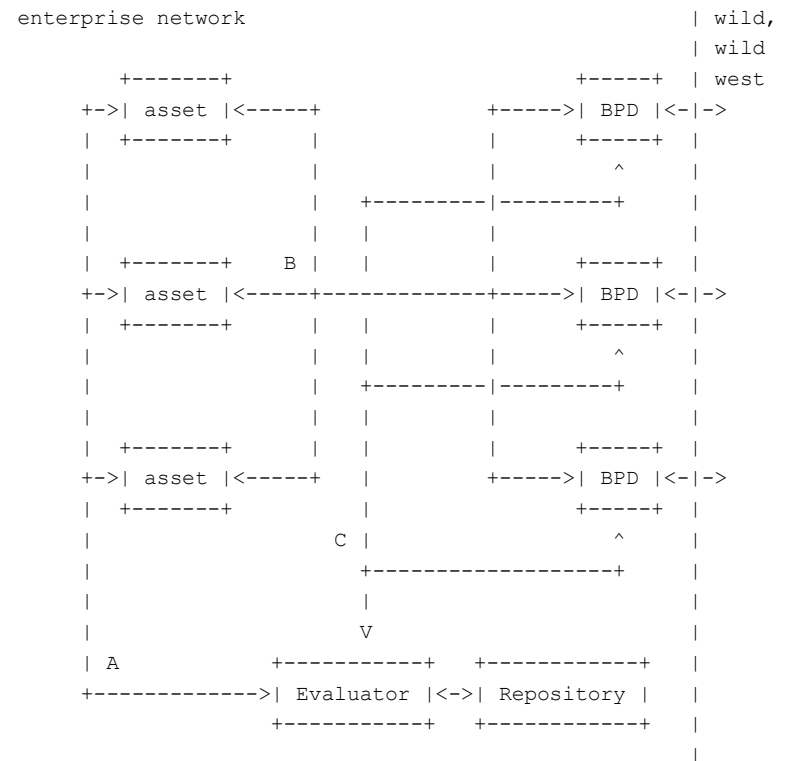 enterprise network | wild,
| wild
+-------+ +-----+ | west
+->| asset |<-----+ +----->| BPD |<-|->
| +-------+ | | +-----+ |
| | | ^ |
| | +---------|---------+ |
| | | | |
| +-------+ B | | | +-----+ |
+->| asset |<-----+-------------+----->| BPD |<-|->
| +-------+ | | | +-----+ |
| | | | ^ |
| | +---------|---------+ |
| | | | |
| +-------+ | | | +-----+ |
+->| asset |<-----+ | +----->| BPD |<-|->
| +-------+ | +-----+ |
| C | ^ |
| +-------------------+ |
| | |
| V |
| A +-----------+ +------------+ |
+------------->| Evaluator |<->| Repository | |
+-----------+ +------------+ |
|